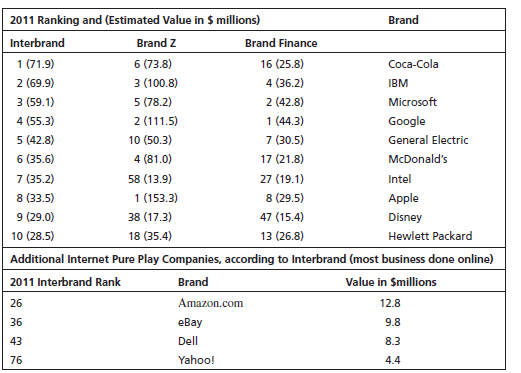 2011 Ranking and (Estimated Value in $ millions) Brand
Interbrand Brand Z Brand Finance
1 (71.9) 6 (73.8) 16 (25.8) Coca-Cola
2 (69.9) 3 (100.8) 4 (36.2) IBM
3 (59.1) 5 (78.2) 2 (42.8) Microsoft
4 (55.3) 2 (111.5) 1 (44.3) Google
5 (42.8) 10 (50.3) 7 (30.5) General Electric
6 (35.6) 4 (81.0) 17 (21.8) McDonald's
7 (35.2) 58 (13.9) 27 (19.1) Intel
8 (33.5) 1 (153.3) 8 (29.5) Apple
9 (29.0) 38 (17.3) 47 (15.4) Disney
10 (28.5) 18 (35.4) 13 (26.8) Hewlett Packard
Additional Internet Pure Play Companies, according to Interbrand (most business done online)
2011 Interbrand Rank Brand Value in $millions
26 Amazon.com 12.8
36 eBay 9.8
43 Dell 8.3
76 Yahoo! 4.4